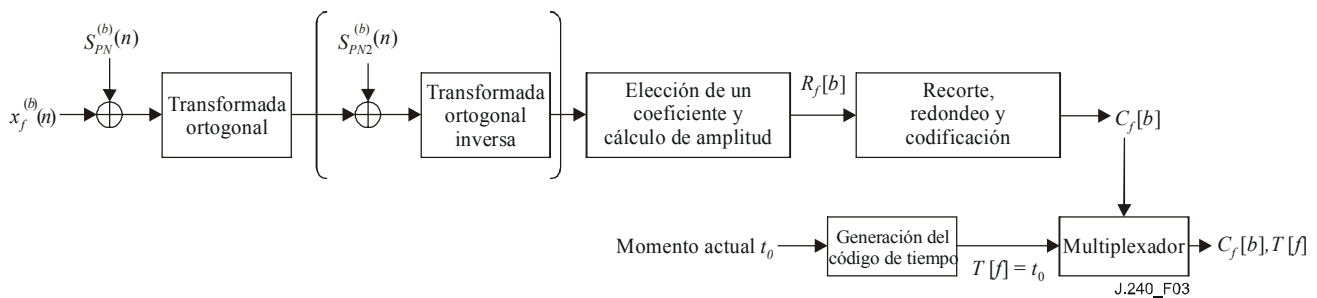 S_{PN}^{(b)}(n)
S_{PN2}^{(b)}(n)
x_f^{(b)}(n)
Transformada
ortogonal
Transformada
ortogonal
inversa
Elección de un
coeficiente y
cálculo de amplitud
R_f[b]
Recorte,
redondeo y
codificación
C_f[b]
Momento actual t_0
Generación del
código de tiempo
T[f] = t_0
Multiplexador
C_f[b], T[f]
J.240_F03